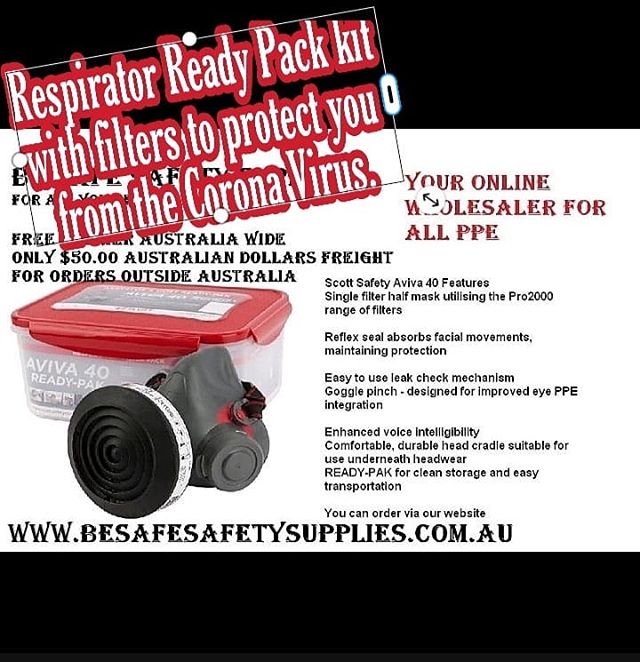 Respirator Ready Pack kit
with filters to protect you
from the Corona Virus.
FOR
FREE AUSTRALIA WIDE
ONLY $50.00 AUSTRALIAN DOLLARS FREIGHT
FOR ORDERS OUTSIDE AUSTRALIA
YOUR ONLINE
WHOLESALER FOR
ALL PPE
Scott Safety Aviva 40 Features
Single filter half mask utilising the Pro2000
range of filters
Reflex seal absorbs facial movements,
maintaining protection
Easy to use leak check mechanism
Goggle pinch - designed for improved eye PPE
integration
Enhanced voice intelligibility
Comfortable, durable head cradle suitable for
use underneath headwear
READY-PAK for clean storage and easy
transportation
You can order via our website
AVIVA 40
READY-PAK
WWW.BESAFESAFETYSUPPLIES.COM.AU